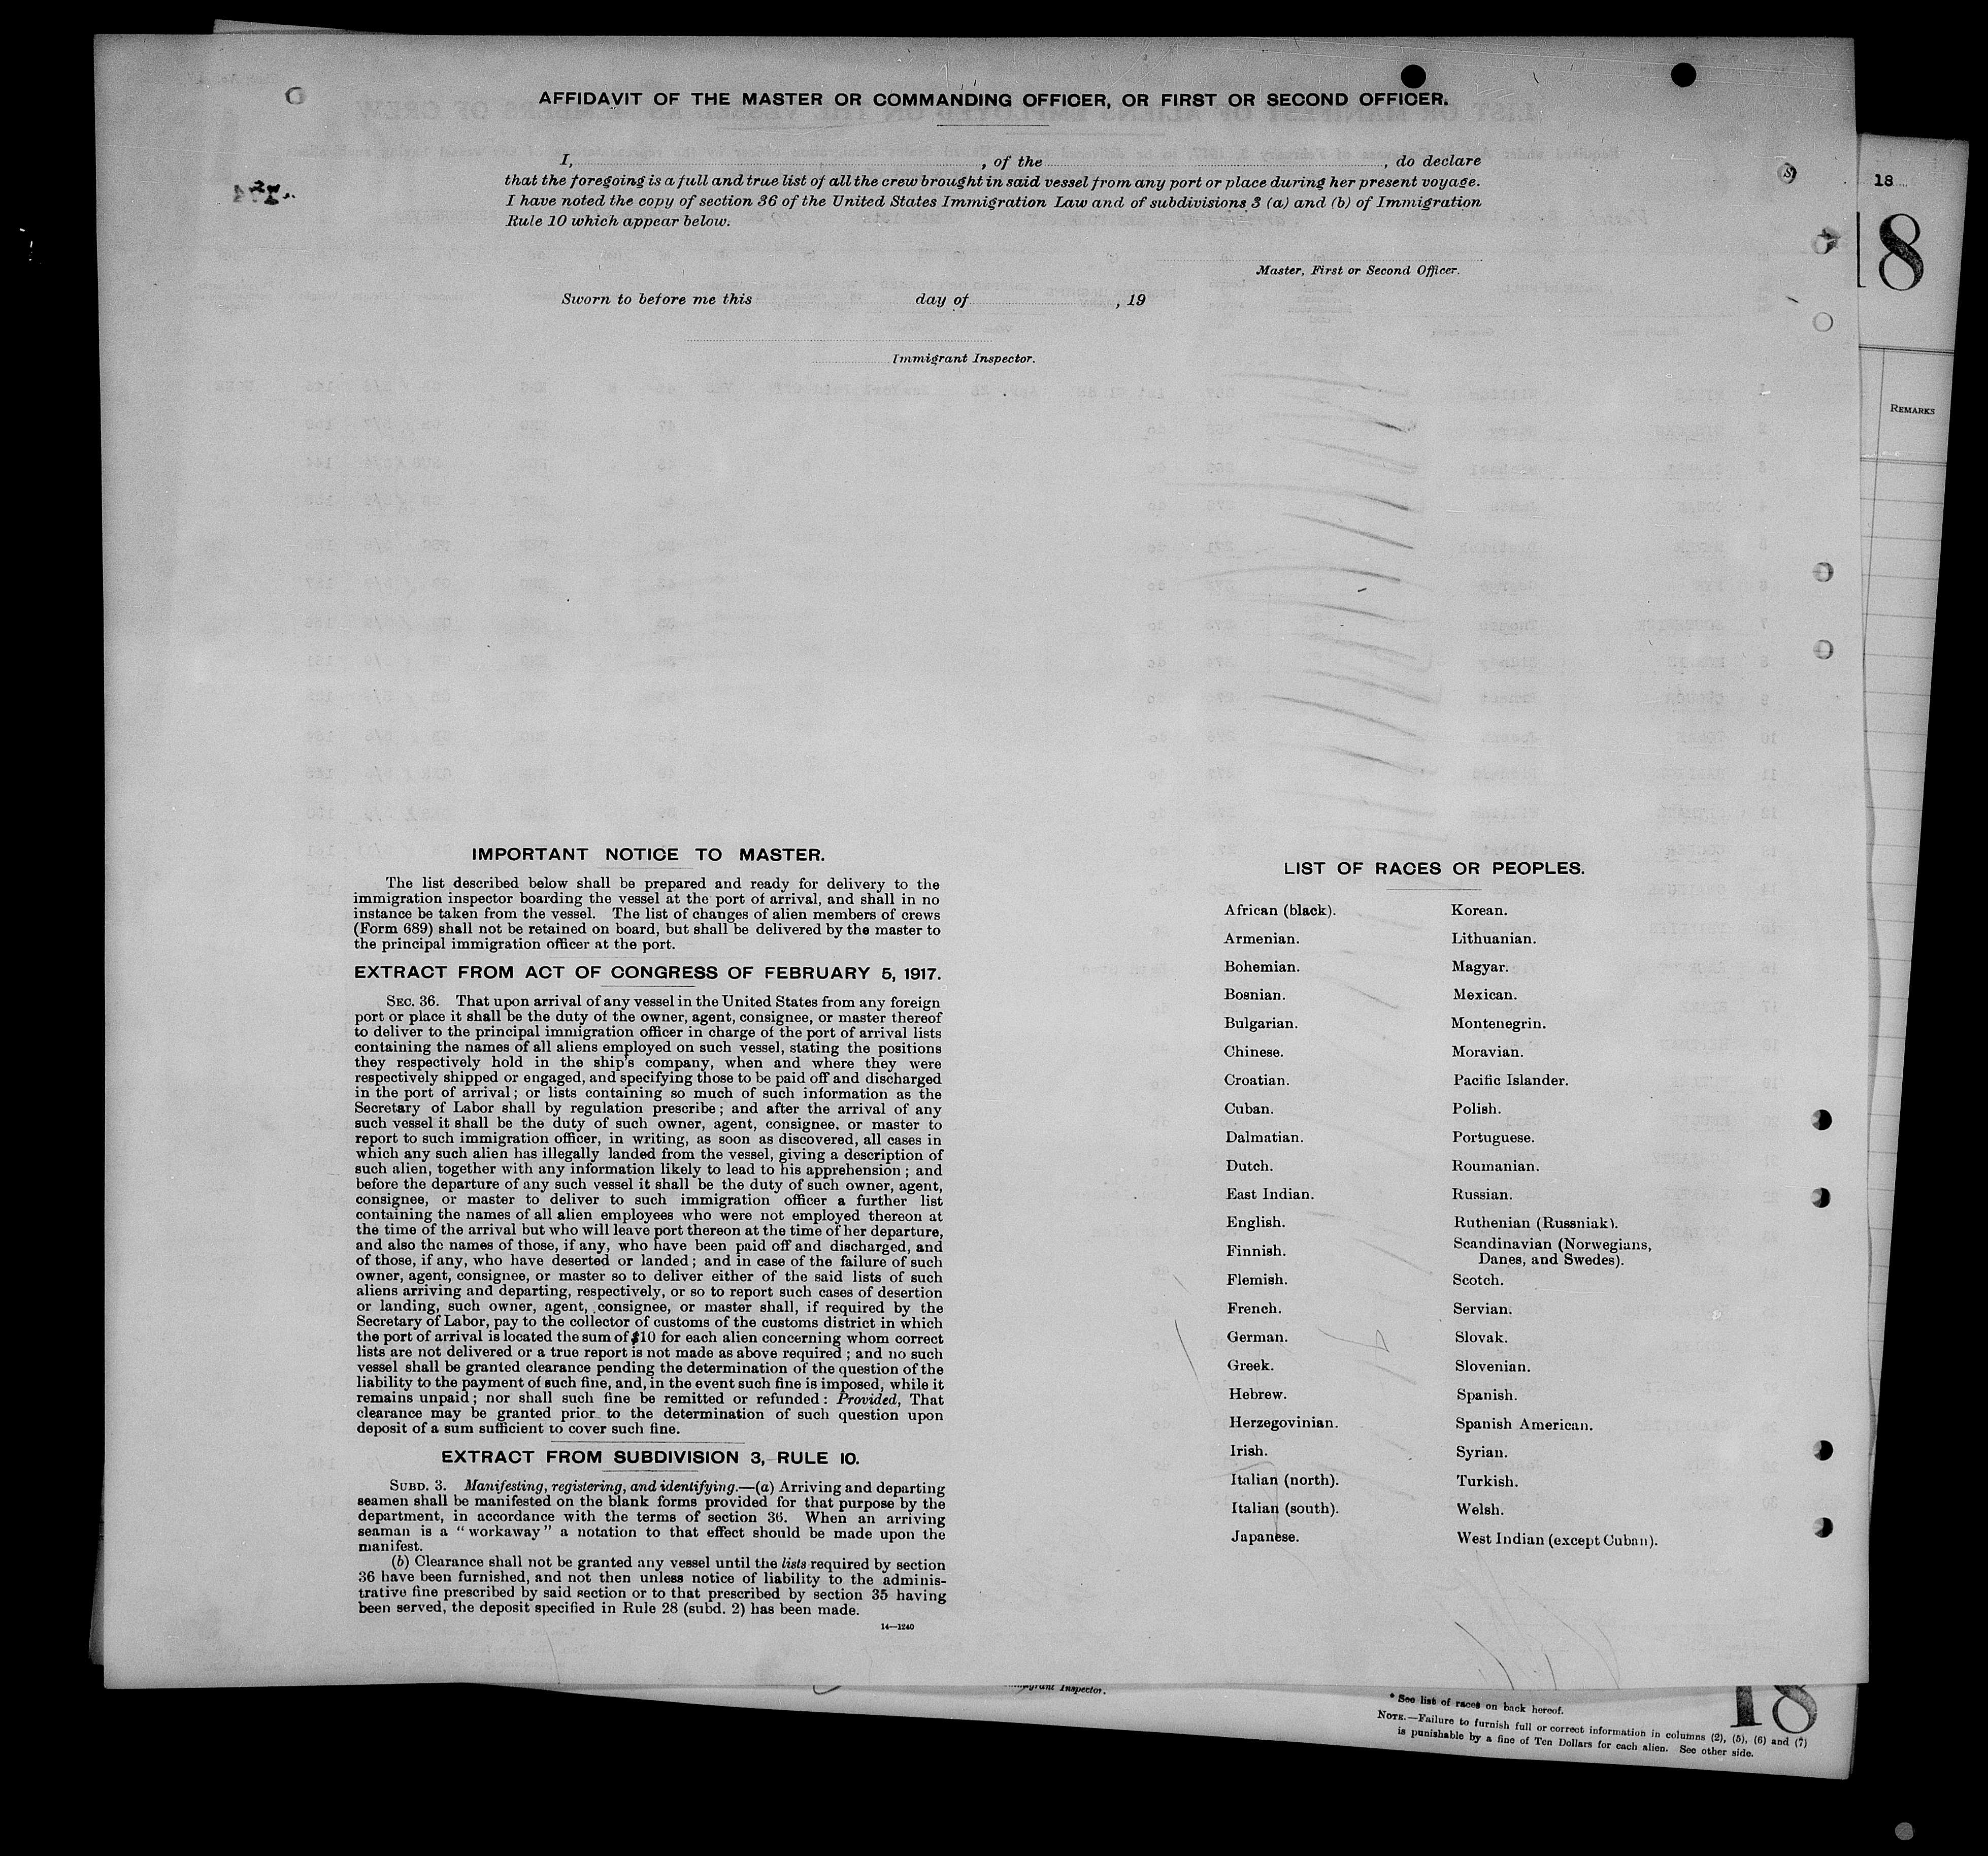 AFFIDAVIT OF THE MASTER OR COMMANDING OFFICER, OR FIRST OR SECOND OFFICER.
I, , of the , do declare
that the foregoing is a full and true list of all the crew brought in said vessel from any port or place during her present voyage.
I have noted the copy of section 36 of the United States Immigration Law and of subdivisions 3 (a) and (b) of Immigration
Rule 10 which appear below.
Master, First or Second Officer.
Sworn to before me this day of , 19
Immigrant Inspector.
18
18
REMARKS
IMPORTANT NOTICE TO MASTER.
The list described below shall be prepared and ready for delivery to the
immigration inspector boarding the vessel at the port of arrival, and shall in no
instance be taken from the vessel. The list of changes of alien members of crews
(Form 689) shall not be retained on board, but shall be delivered by the master to
the principal immigration officer at the port.
EXTRACT FROM ACT OF CONGRESS OF FEBRUARY 5, 1917.
SEC. 36. That upon arrival of any vessel in the United States from any foreign
port or place it shall be the duty of the owner, agent, consignee, or master thereof
to deliver to the principal immigration officer in charge of the port of arrival lists
containing the names of all aliens employed on such vessel, stating the positions
they respectively hold in the ship's company, when and where they were
respectively shipped or engaged, and specifying those to be paid off and discharged
in the port of arrival; or lists containing so much of such information as the
Secretary of Labor shall by regulation prescribe; and after the arrival of any
such vessel it shall be the duty of such owner, agent, consignee, or master to
report to such immigration officer, in writing, as soon as discovered, all cases in
which any such alien has illegally landed from the vessel, giving a description of
such alien, together with any information likely to lead to his apprehension; and
before the departure of any such vessel it shall be the duty of such owner, agent,
consignee, or master to deliver to such immigration officer a further list
containing the names of all alien employees who were not employed thereon at
the time of the arrival but who will leave port thereon at the time of her departure,
and also the names of those, if any, who have been paid off and discharged, and
of those, if any, who have deserted or landed; and in case of the failure of such
owner, agent, consignee, or master so to deliver either of the said lists of such
aliens arriving and departing, respectively, or so to report such cases of desertion
or landing, such owner, agent, consignee, or master shall, if required by the
Secretary of Labor, pay to the collector of customs of the customs district in which
the port of arrival is located the sum of $10 for each alien concerning whom correct
lists are not delivered or a true report is not made as above required; and no such
vessel shall be granted clearance pending the determination of the question of the
liability to the payment of such fine, and, in the event such fine is imposed, while it
remains unpaid; nor shall such fine be remitted or refunded: Provided, That
clearance may be granted prior to the determination of such question upon
deposit of a sum sufficient to cover such fine.
EXTRACT FROM SUBDIVISION 3, RULE 10.
SUBD. 3. Manifesting, registering, and identifying.—(a) Arriving and departing
seamen shall be manifested on the blank forms provided for that purpose by the
department, in accordance with the terms of section 36. When an arriving
seaman is a "workaway" a notation to that effect should be made upon the
manifest.
(b) Clearance shall not be granted any vessel until the lists required by section
36 have been furnished, and not then unless notice of liability to the adminis-
trative fine prescribed by said section or to that prescribed by section 35 having
been served, the deposit specified in Rule 28 (subd. 2) has been made.
14—1240
LIST OF RACES OR PEOPLES.
African (black).
Armenian.
Bohemian.
Bosnian.
Bulgarian.
Chinese.
Croatian.
Cuban.
Dalmatian.
Dutch.
East Indian.
English.
Finnish.
Flemish.
French.
German.
Greek.
Hebrew.
Herzegovinian.
Irish.
Italian (north).
Italian (south).
Japanese.
Korean.
Lithuanian.
Magyar.
Mexican.
Montenegrin.
Moravian.
Pacific Islander.
Polish.
Portuguese.
Roumanian.
Russian.
Ruthenian (Russniak).
Scandinavian (Norwegians,
Danes, and Swedes).
Scotch.
Servian.
Slovak.
Slovenian.
Spanish.
Spanish American.
Syrian.
Turkish.
Welsh.
West Indian (except Cuban).
Inspector.
* See list of races on back hereof.
NOTE.—Failure to furnish full or correct information in columns (2), (5), (6) and (7)
is punishable by a fine of Ten Dollars for each alien. See other side.
18